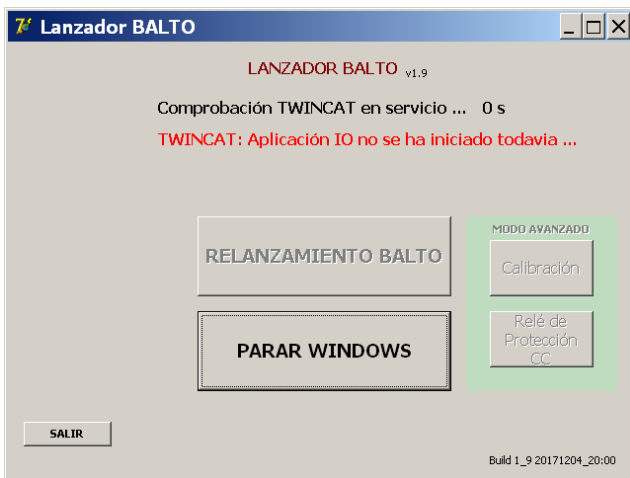 Lanzador BALTO
LANZADOR BALTO v1.9
Comprobación TWINCAT en servicio ... 0 s
TWINCAT: Aplicación IO no se ha iniciado todavia ...
MODO AVANZADO
RELANZAMIENTO BALTO
Calibración
PARAR WINDOWS
Relé de
Protección
CC
SALIR
Build 1_9 20171204_20:00